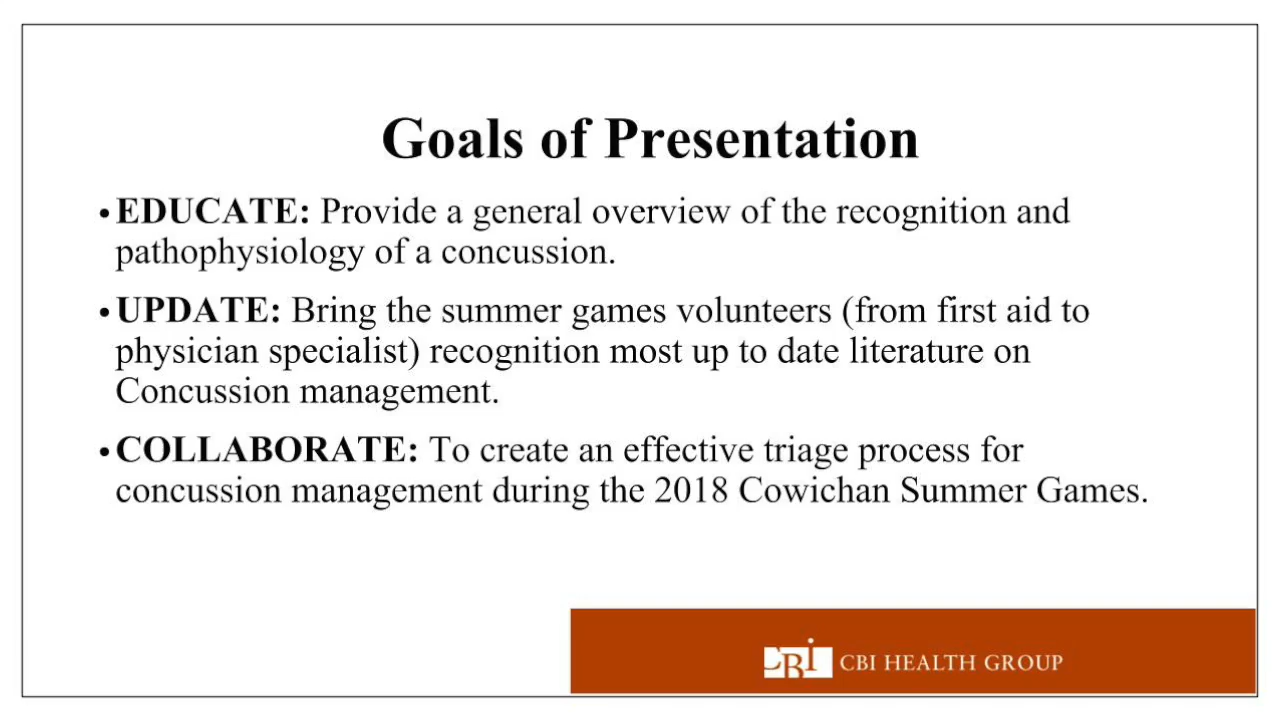 Goals of Presentation
• EDUCATE: Provide a general overview of the recognition and
pathophysiology of a concussion.
• UPDATE: Bring the summer games volunteers (from first aid to
physician specialist) recognition most up to date literature on
Concussion management.
• COLLABORATE: To create an effective triage process for
concussion management during the 2018 Cowichan Summer Games.
CBI CBI HEALTH GROUP